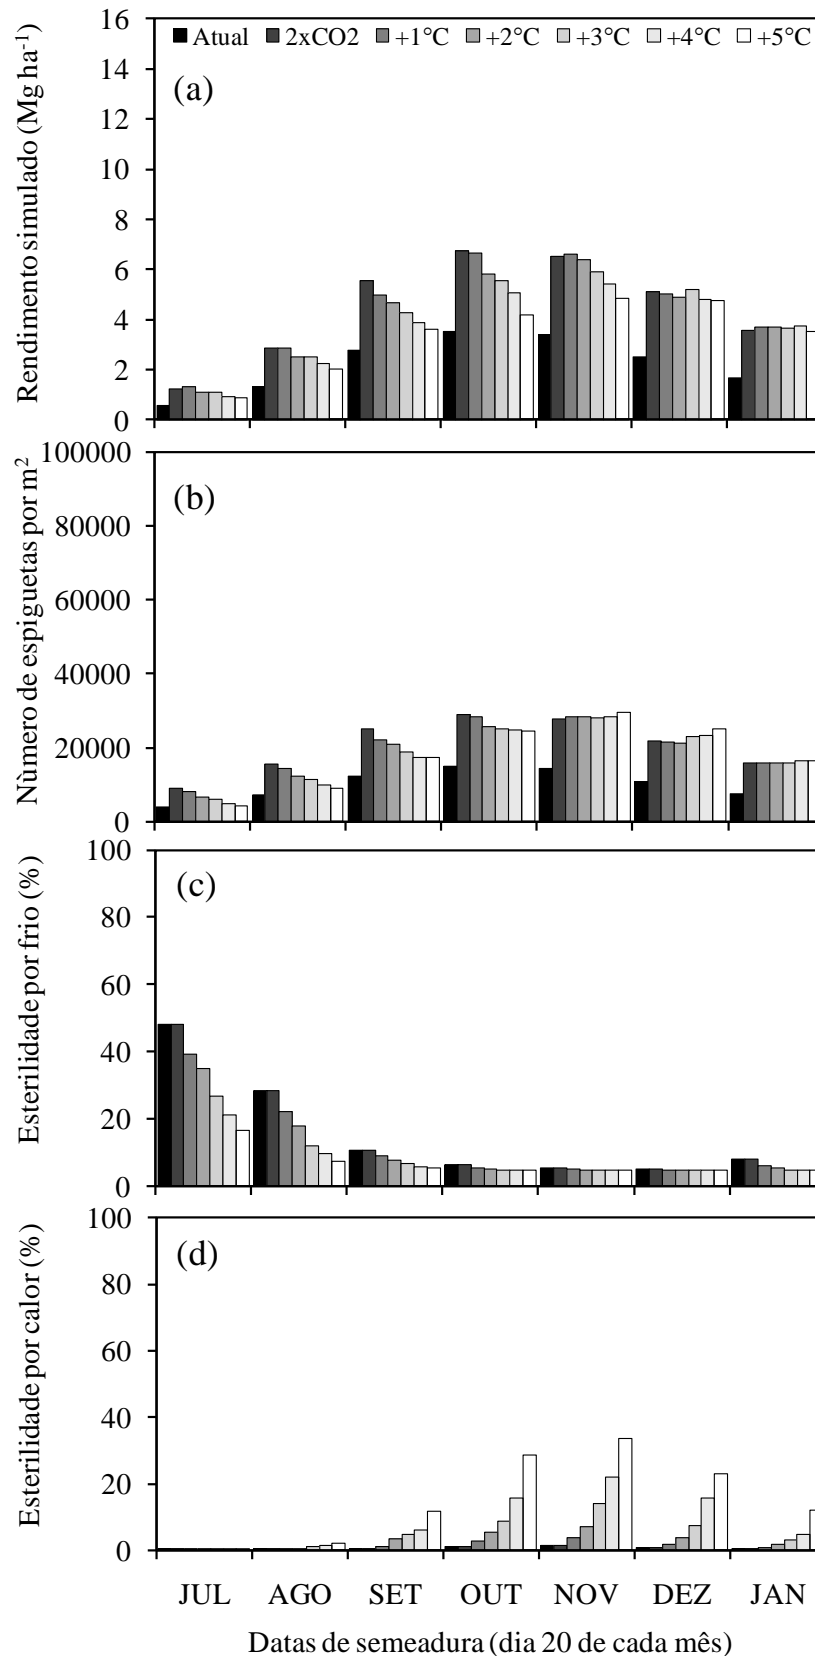 Atual 2xCO2 +1°C +2°C +3°C +4°C +5°C
(a)
Rendimento simulado (Mg ha⁻¹)
16
14
12
10
8
6
4
2
0
(b)
Número de espiguetas por m²
100000
80000
60000
40000
20000
0
(c)
Esterilidade por frio (%)
100
80
60
40
20
0
(d)
Esterilidade por calor (%)
100
80
60
40
20
0
JUL AGO SET OUT NOV DEZ JAN
Datas de semeadura (dia 20 de cada mês)